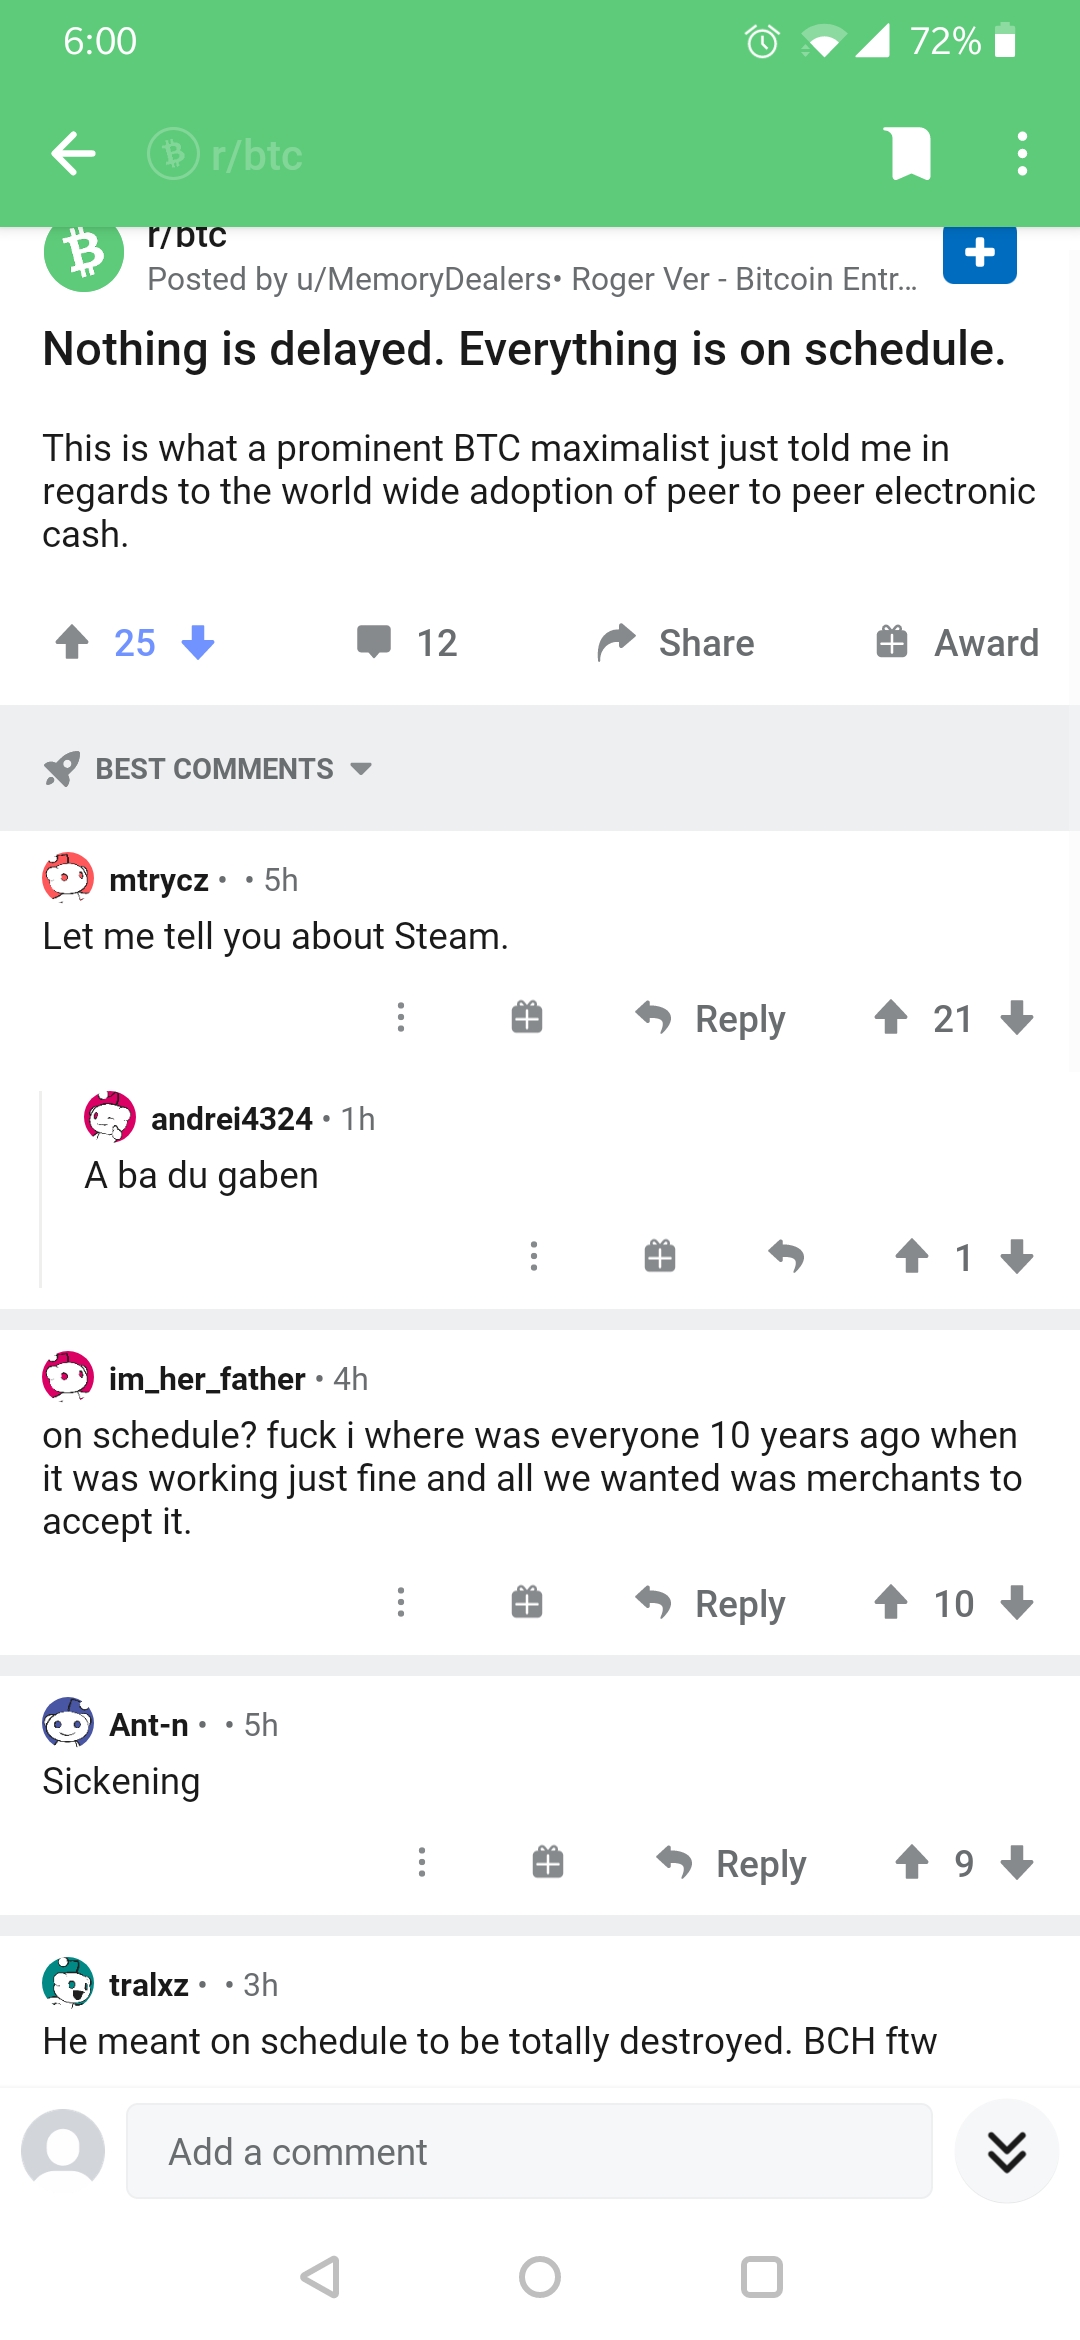 6:00
72%
r/btc
r/btc
Posted by u/MemoryDealers• Roger Ver - Bitcoin Entr...
Nothing is delayed. Everything is on schedule.
This is what a prominent BTC maximalist just told me in
regards to the world wide adoption of peer to peer electronic
cash.
25
12
Share
Award
BEST COMMENTS
mtrycz • • 5h
Let me tell you about Steam.
Reply
21
andrei4324 • 1h
A ba du gaben
1
im_her_father • 4h
on schedule? fuck i where was everyone 10 years ago when
it was working just fine and all we wanted was merchants to
accept it.
Reply
10
Ant-n • • 5h
Sickening
Reply
9
tralxz • • 3h
He meant on schedule to be totally destroyed. BCH ftw
Add a comment